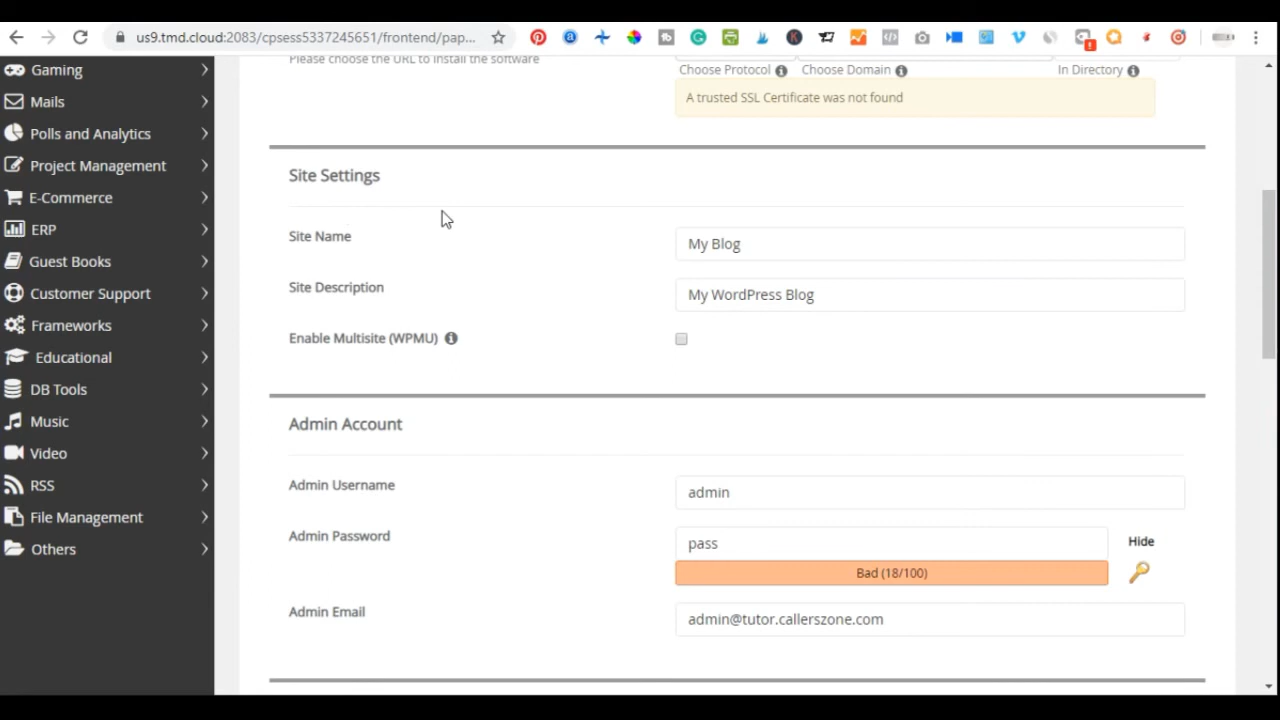 us9.tmd.cloud:2083/cpsess5337245651/frontend/pap...
Gaming
Mails
Polls and Analytics
Project Management
E-Commerce
ERP
Guest Books
Customer Support
Frameworks
Educational
DB Tools
Music
Video
RSS
File Management
Others
Please choose the URL to install the software
Choose Protocol
Choose Domain
In Directory
A trusted SSL Certificate was not found
Site Settings
Site Name
My Blog
Site Description
My WordPress Blog
Enable Multisite (WPMU)
Admin Account
Admin Username
admin
Admin Password
pass
Hide
Bad (18/100)
Admin Email
admin@tutor.callerszone.com